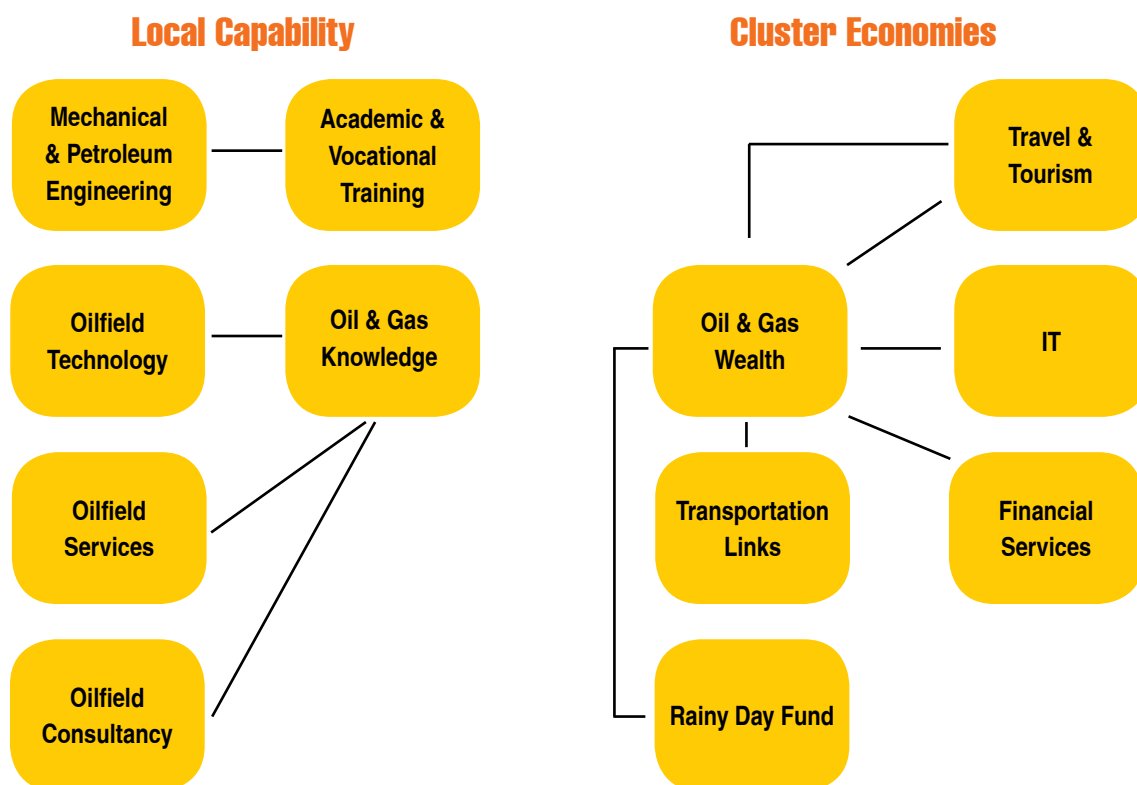 Local Capability
Mechanical
& Petroleum
Engineering
Academic &
Vocational
Training
Oilfield
Technology
Oil & Gas
Knowledge
Oilfield
Services
Oilfield
Consultancy
Cluster Economies
Travel &
Tourism
Oil & Gas
Wealth
IT
Transportation
Links
Financial
Services
Rainy Day Fund